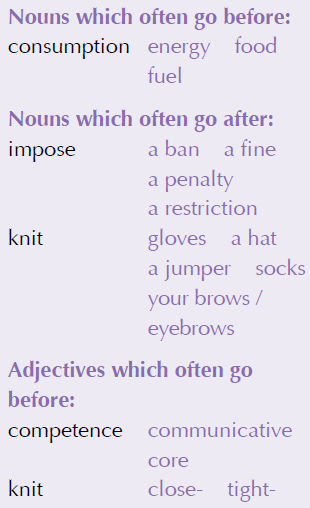 Nouns which often go before:
consumption energy food
fuel
Nouns which often go after:
impose a ban a fine
a penalty
a restriction
knit gloves a hat
a jumper socks
your brows /
eyebrows
Adjectives which often go
before:
competence communicative
core
knit close- tight-